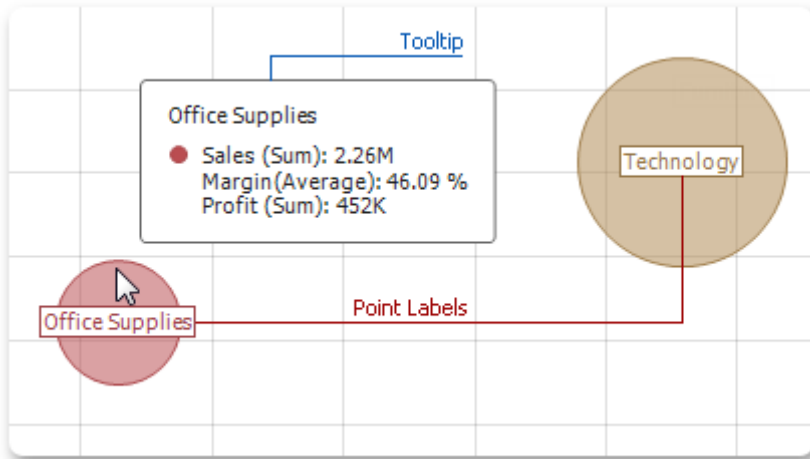 Tooltip
Office Supplies
Sales (Sum): 2.26M
Margin(Average): 46.09 %
Profit (Sum): 452K
Technology
Point Labels
Office Supplies